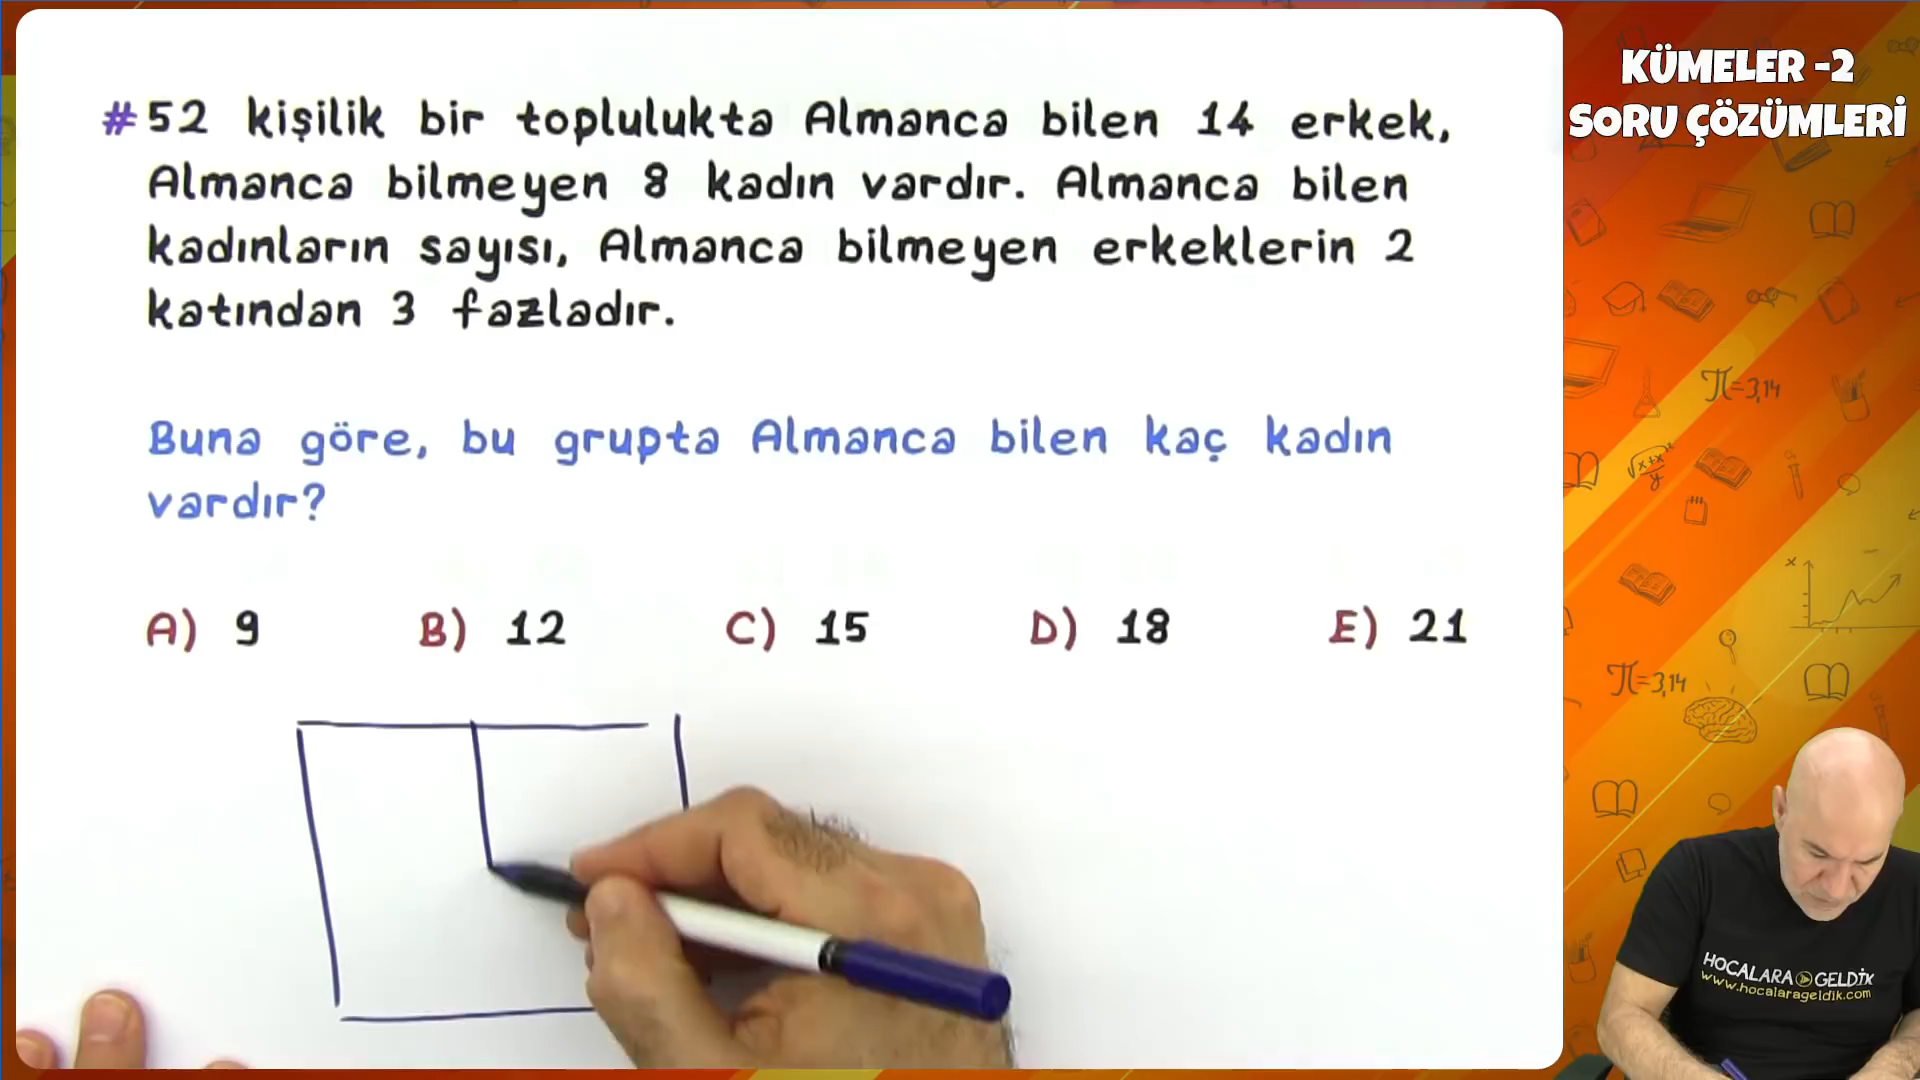 KÜMELER -2
SORU ÇÖZÜMLERİ
#52 kişilik bir toplulukta Almanca bilen 14 erkek,
Almanca bilmeyen 8 kadın vardır. Almanca bilen
kadınların sayısı, Almanca bilmeyen erkeklerin 2
katından 3 fazladır.
Buna göre, bu grupta Almanca bilen kaç kadın
vardır?
A) 9 B) 12 C) 15 D) 18 E) 21
π=3,14
π=3,14
x
HOCALARA GELDİK
www.hocalarageldik.com